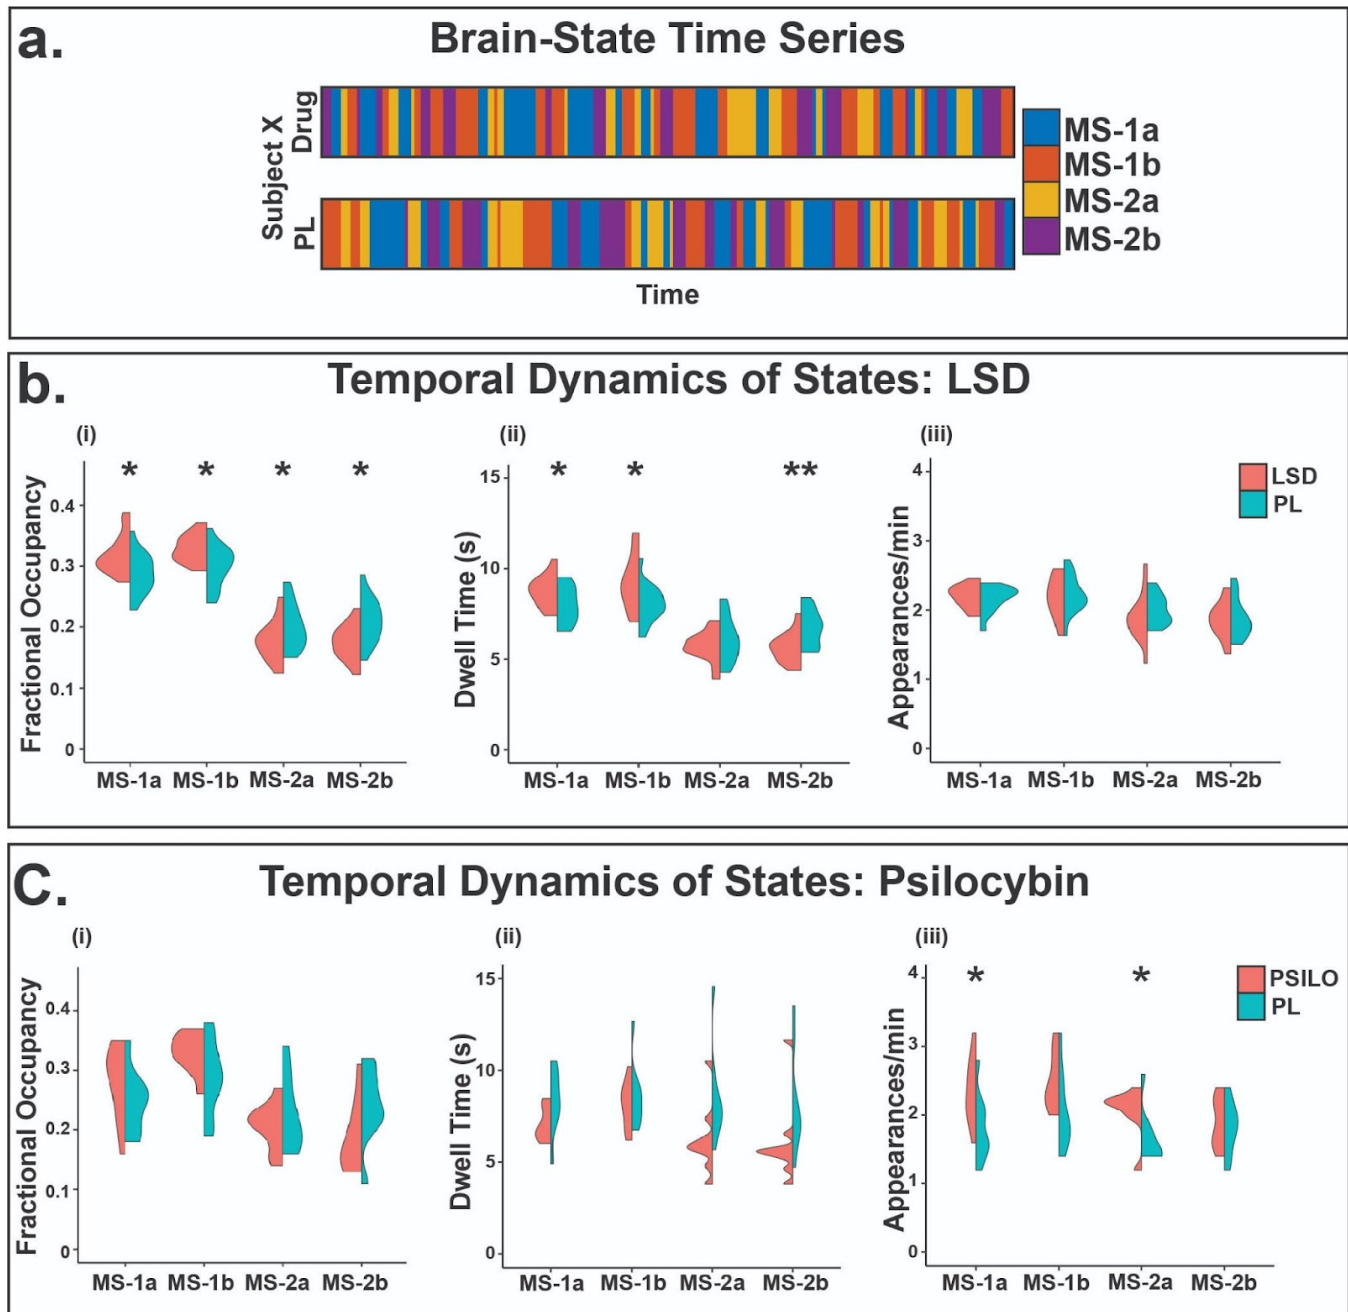 a.
Brain-State Time Series
Subject X
Drug
PL
MS-1a
MS-1b
MS-2a
MS-2b
Time
b.
Temporal Dynamics of States: LSD
(i)
* * * *
Fractional Occupancy
0.4
0.3
0.2
0.1
0
MS-1a MS-1b MS-2a MS-2b
(ii)
* * **
Dwell Time (s)
15
10
5
0
MS-1a MS-1b MS-2a MS-2b
(iii)
Appearances/min
4
3
2
1
0
MS-1a MS-1b MS-2a MS-2b
LSD
PL
C.
Temporal Dynamics of States: Psilocybin
(i)
Fractional Occupancy
0.4
0.3
0.2
0.1
0
MS-1a MS-1b MS-2a MS-2b
(ii)
Dwell Time (s)
15
10
5
0
MS-1a MS-1b MS-2a MS-2b
(iii)
* *
Appearances/min
4
3
2
1
0
MS-1a MS-1b MS-2a MS-2b
PSILO
PL